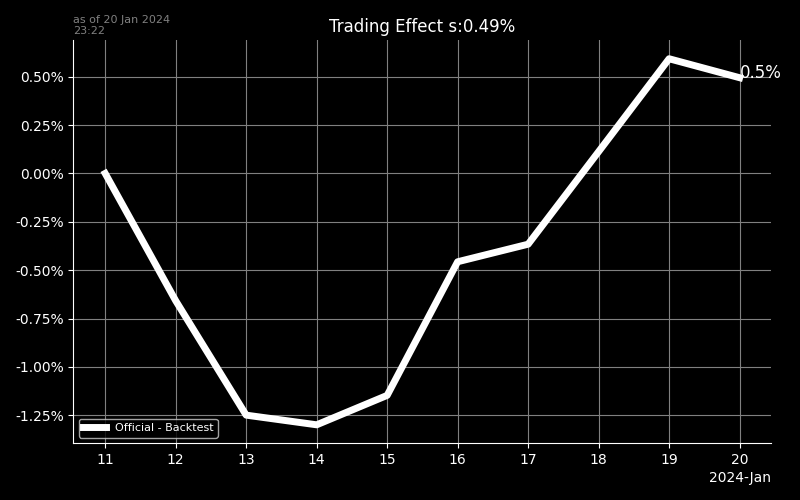 as of 20 Jan 2024
23:22
Trading Effect s:0.49%
0.5%
0.50%
0.25%
0.00%
-0.25%
-0.50%
-0.75%
-1.00%
-1.25%
Official - Backtest
11 12 13 14 15 16 17 18 19 20
2024-Jan